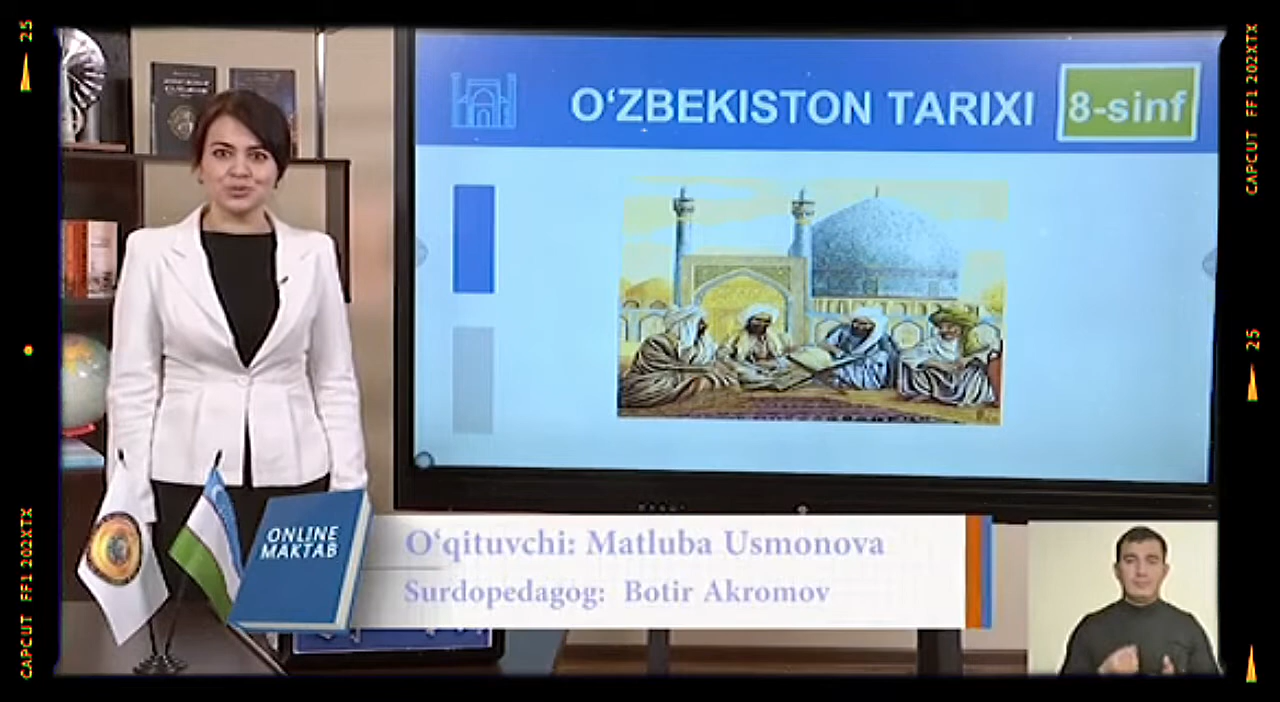 25
CAPCUT FF1 202XTX
O‘ZBEKISTON TARIXI
8-sinf
ONLINE
MAKTAB
O‘qituvchi: Matluba Usmonova
Surdopedagog: Botir Akromov
CAPCUT FF1 202XTX
25